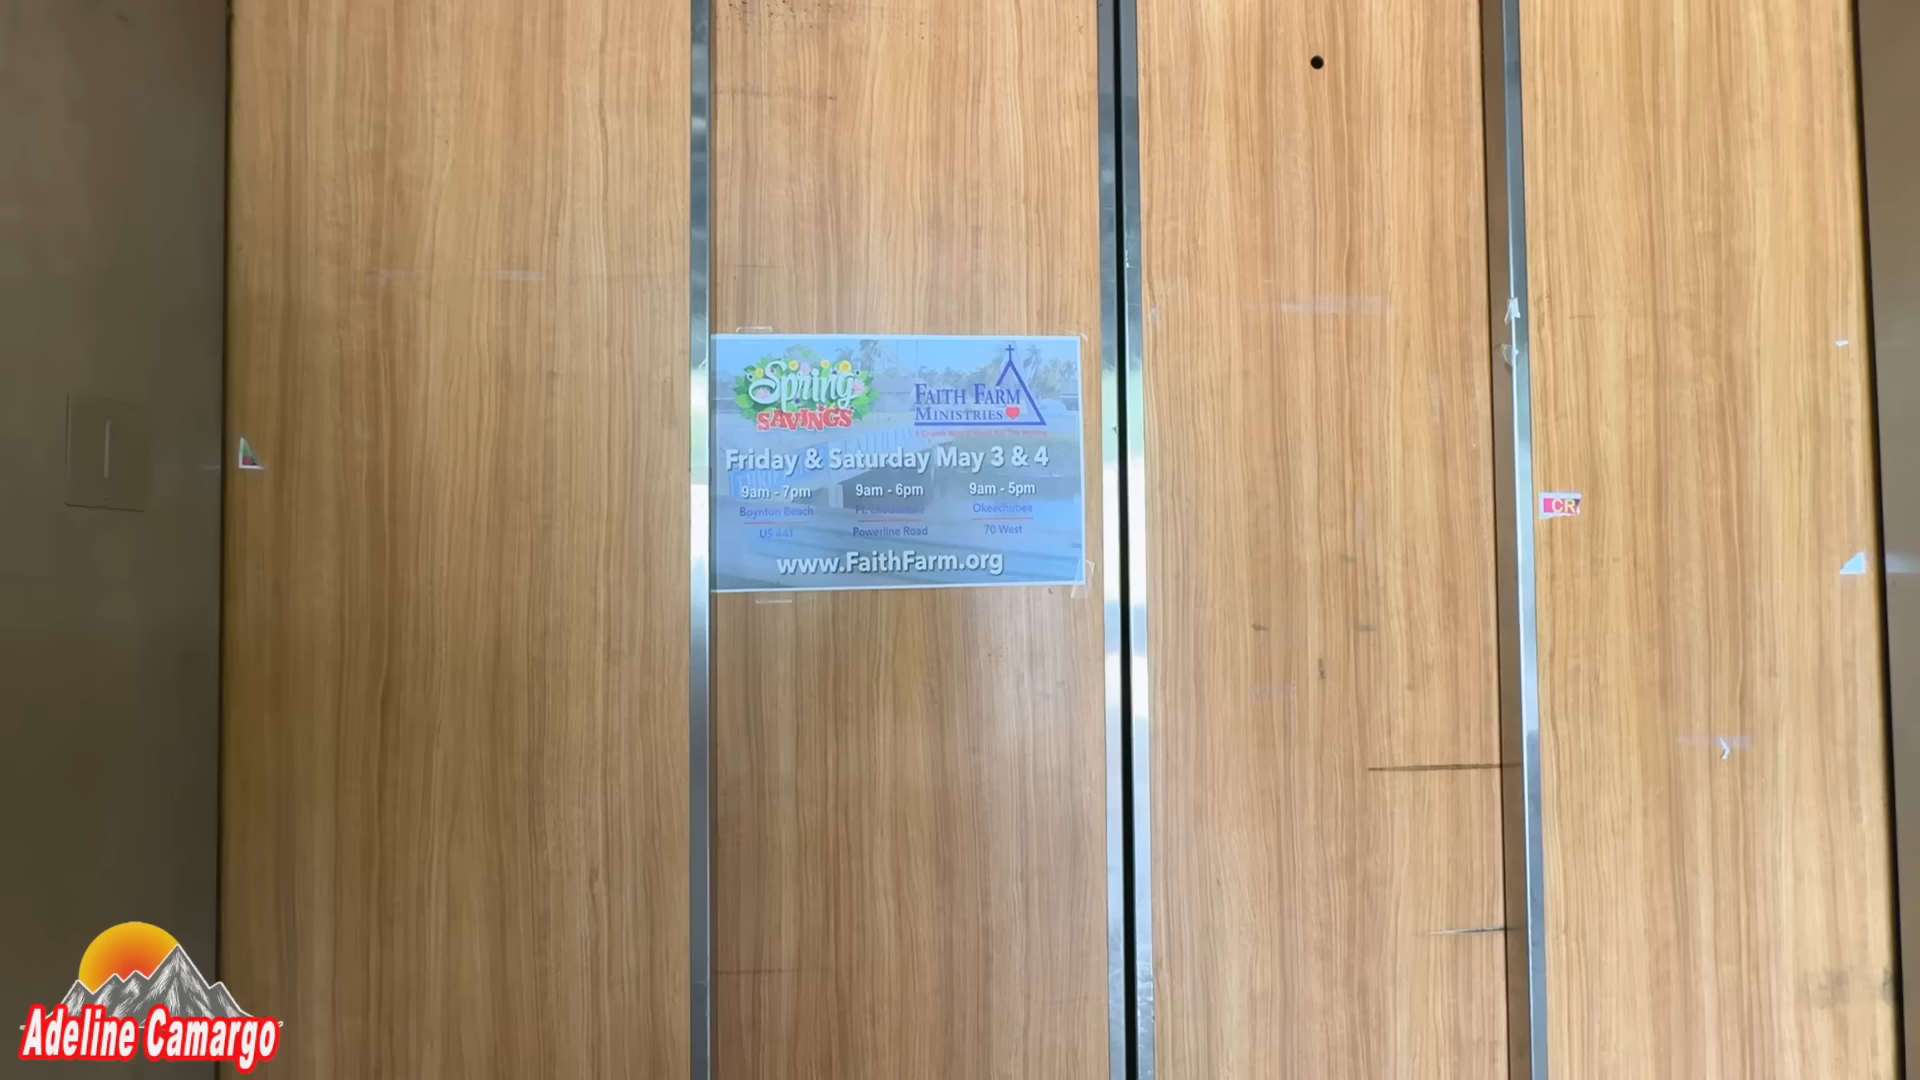 Spring
SAVINGS
FAITH FARM
MINISTRIES
Friday & Saturday May 3 & 4
9am - 7pm 9am - 6pm 9am - 5pm
Boynton Beach Okeechobee
US 441 Powerline Road 70 West
www.FaithFarm.org
CR
Adeline Camargo